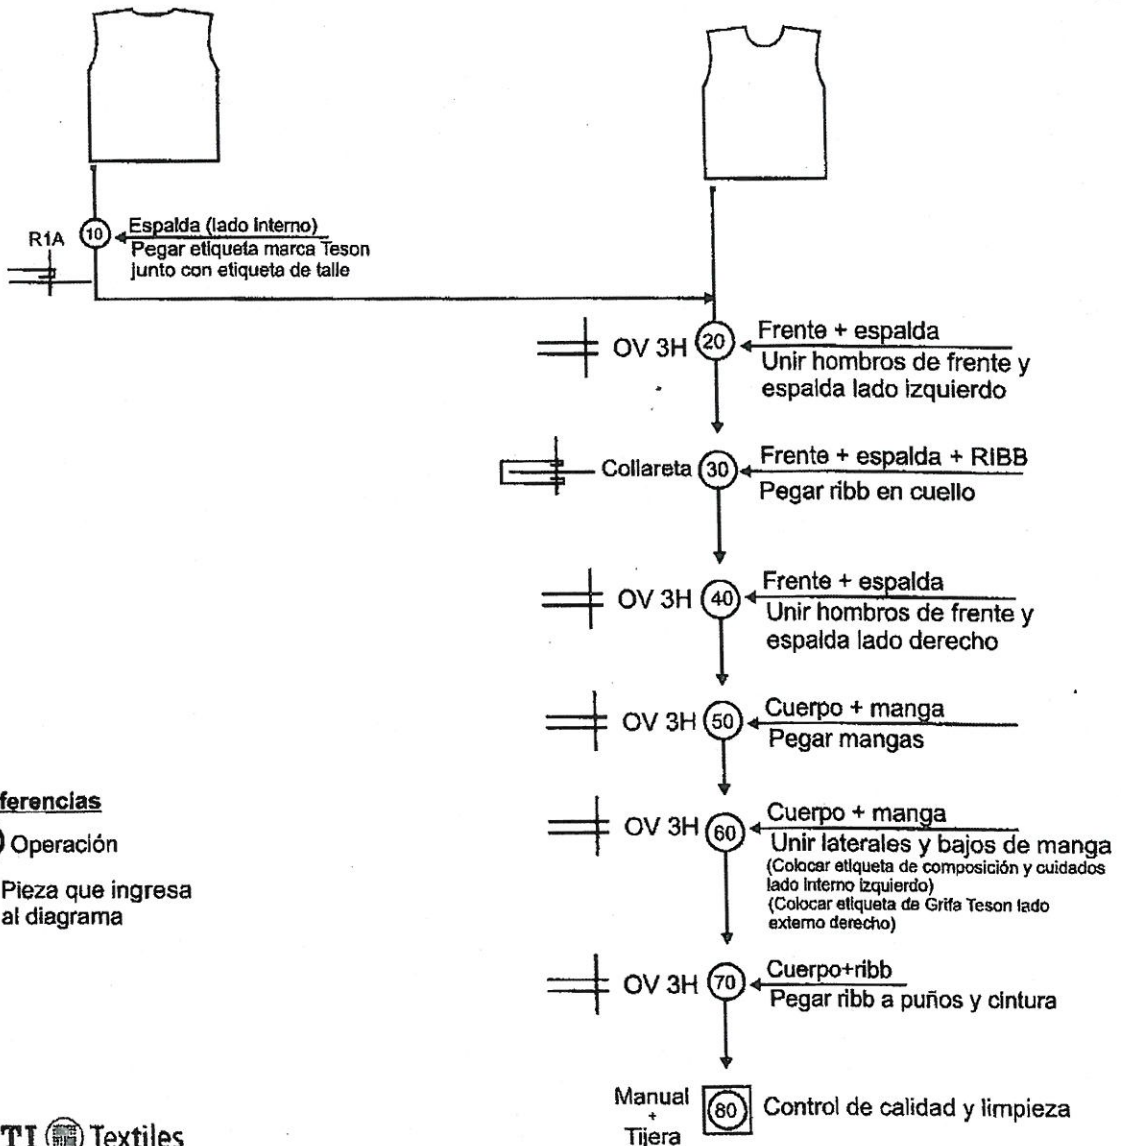 R1A
10
Espalda (lado Interno)
Pegar etiqueta marca Teson
junto con etiqueta de talle
OV 3H
20
Frente + espalda
Unir hombros de frente y
espalda lado izquierdo
Collareta
30
Frente + espalda + RIBB
Pegar ribb en cuello
OV 3H
40
Frente + espalda
Unir hombros de frente y
espalda lado derecho
OV 3H
50
Cuerpo + manga
Pegar mangas
OV 3H
60
Cuerpo + manga
Unir laterales y bajos de manga
(Colocar etiqueta de composición y cuidados
lado Interno izquierdo)
(Colocar etiqueta de Grifa Teson lado
externo derecho)
OV 3H
70
Cuerpo+ribb
Pegar ribb a puños y cintura
Manual
+
Tijera
80
Control de calidad y limpieza
ferencias
Operación
Pieza que ingresa
al diagrama
TI Textiles